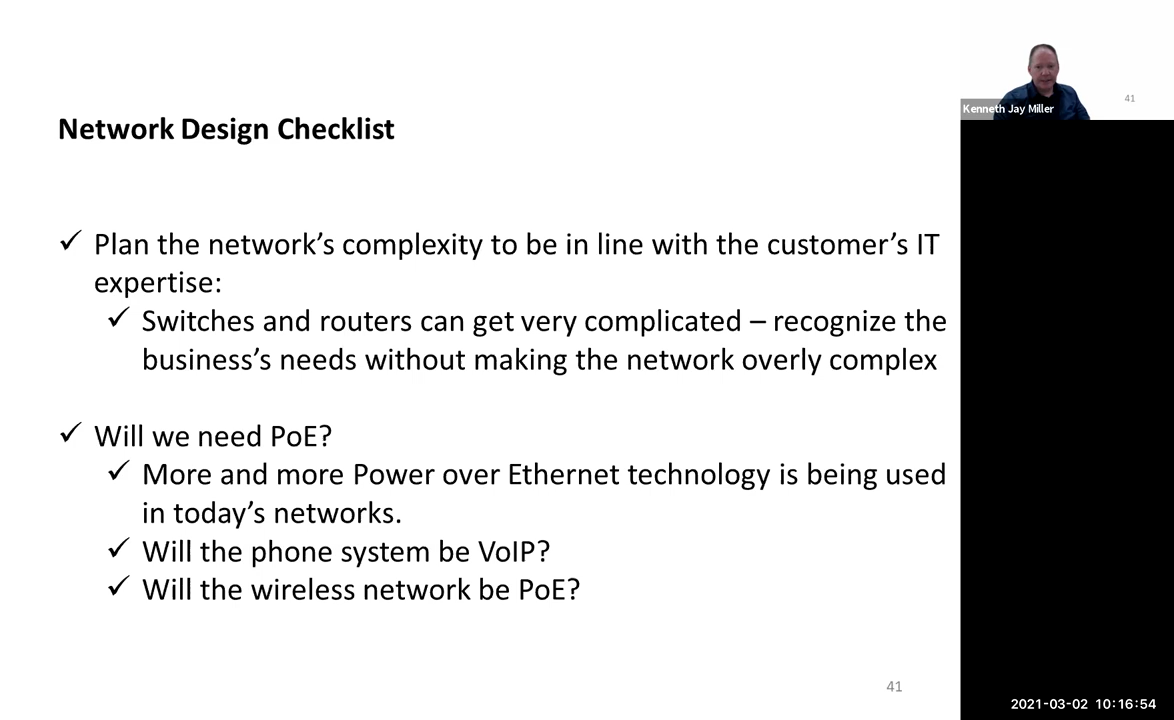 Network Design Checklist
✓ Plan the network’s complexity to be in line with the customer’s IT
expertise:
✓ Switches and routers can get very complicated – recognize the
business’s needs without making the network overly complex
✓ Will we need PoE?
✓ More and more Power over Ethernet technology is being used
in today’s networks.
✓ Will the phone system be VoIP?
✓ Will the wireless network be PoE?
41
41
Kenneth Jay Miller
2021-03-02 10:16:54